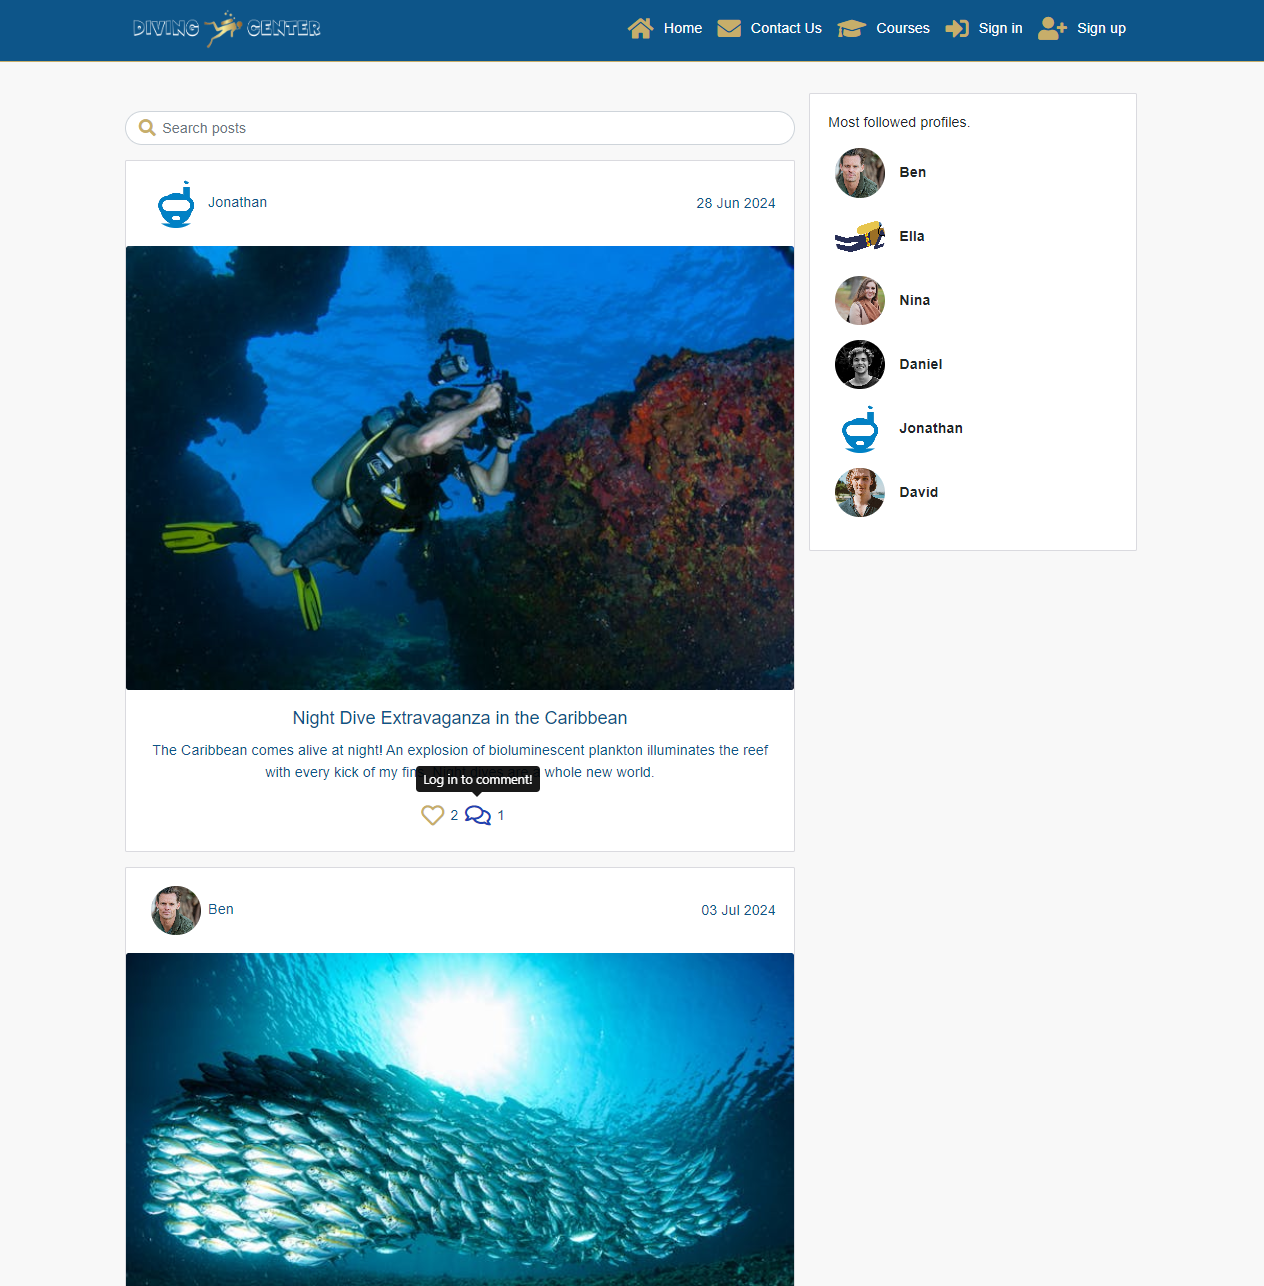 DIVING CENTER
Home
Contact Us
Courses
Sign in
Sign up
Search posts
Jonathan
28 Jun 2024
Night Dive Extravaganza in the Caribbean
The Caribbean comes alive at night! An explosion of bioluminescent plankton illuminates the reef
with every kick of my whole new world.
Log in to comment!
2
1
Ben
03 Jul 2024
Most followed profiles.
Ben
Ella
Nina
Daniel
Jonathan
David